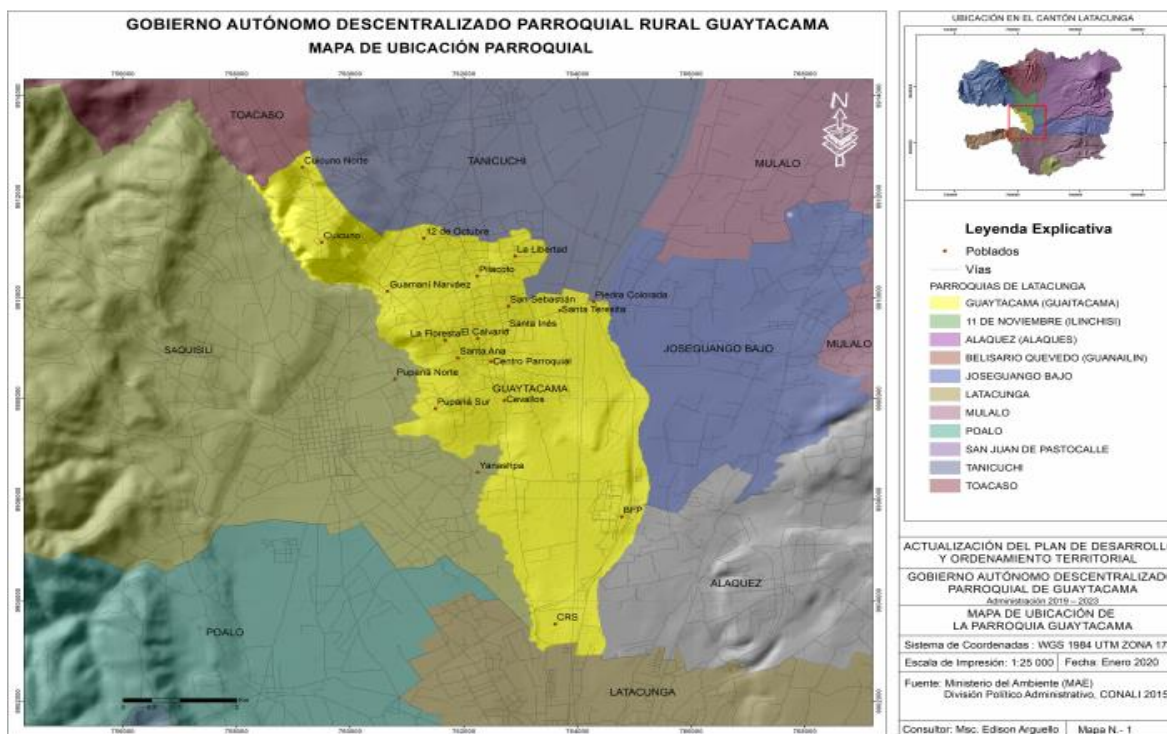 GOBIERNO AUTÓNOMO DESCENTRALIZADO PARROQUIAL RURAL GUAYTACAMA
MAPA DE UBICACIÓN PARROQUIAL
TOACASO
Cuicuno Norte
TANICUCHI
MULALO
N
Cuicuno
12 de Octubre
La Libertad
Pilacoto
Guamaní Narváez
San Sebastián
Piedra Colorada
Santa Teresita
Santa Inés
La Floresta
El Calvario
SAQUISILÍ
JOSEGUANGO BAJO
MULALO
Santa Ana
Centro Parroquial
Pupaná Norte
GUAYTACAMA
Cevallos
Pupaná Sur
Yanashpa
BFP
ALAQUEZ
CRS
POALO
LATACUNGA
UBICACIÓN EN EL CANTÓN LATACUNGA
Leyenda Explicativa
Poblados
Vías
PARROQUIAS DE LATACUNGA
GUAYTACAMA (GUAITACAMA)
11 DE NOVIEMBRE (ILINCHISI)
ALAQUEZ (ALAQUES)
BELISARIO QUEVEDO (GUANAILIN)
JOSEGUANGO BAJO
LATACUNGA
MULALO
POALO
SAN JUAN DE PASTOCALLE
TANICUCHI
TOACASO
ACTUALIZACIÓN DEL PLAN DE DESARROLL
Y ORDENAMIENTO TERRITORIAL
GOBIERNO AUTÓNOMO DESCENTRALIZADO
PARROQUIAL DE GUAYTACAMA
Administración 2019 – 2023
MAPA DE UBICACIÓN DE
LA PARROQUIA GUAYTACAMA
Sistema de Coordenadas : WGS 1984 UTM ZONA 17
Escala de Impresión: 1:25 000 Fecha: Enero 2020
Fuente: Ministerio del Ambiente (MAE)
División Político Administrativo, CONALI 2015
Consultor: Msc. Edison Arguello Mapa N.- 1